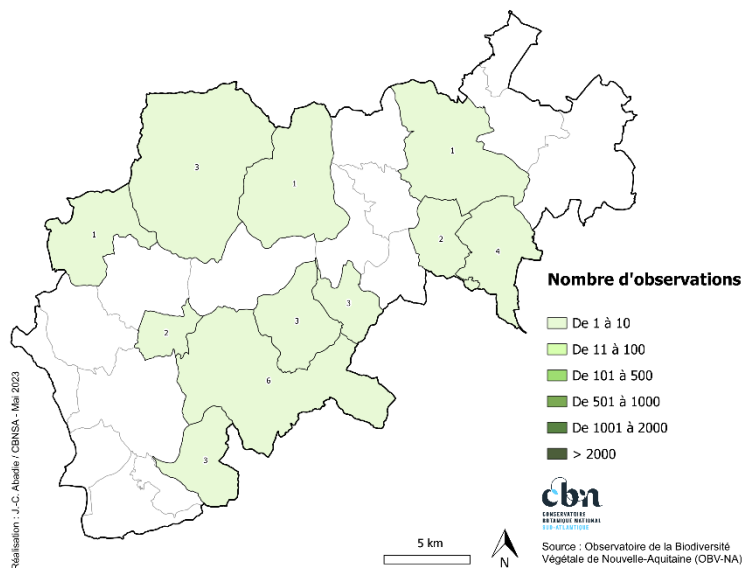 1
3
1
1
2
4
3
3
2
6
3
Nombre d'observations
De 1 à 10
De 11 à 100
De 101 à 500
De 501 à 1000
De 1001 à 2000
> 2000
Réalisation : J.-C. Abadie / CBNSA - Mai 2023
cbn
CONSERVATOIRE
BOTANIQUE NATIONAL
SUD-ATLANTIQUE
5 km
N
Source : Observatoire de la Biodiversité
Végétale de Nouvelle-Aquitaine (OBV-NA)